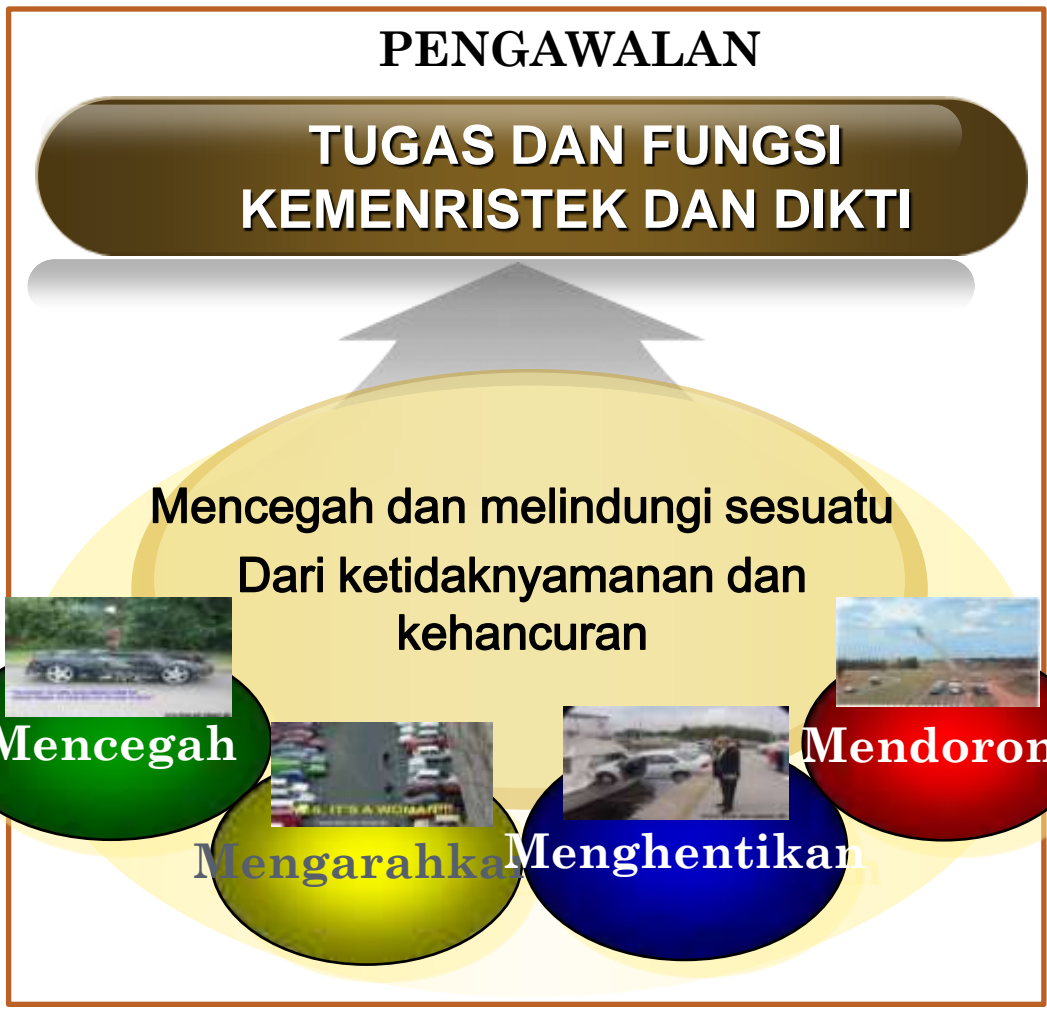 PENGAWALAN
TUGAS DAN FUNGSI
KEMENRISTEK DAN DIKTI
Mencegah dan melindungi sesuatu
Dari ketidaknyamanan dan
kehancuran
Mencegah
Mendoron
YES, IT'S A WOMAN!!!
Mengarahka
Menghentikan